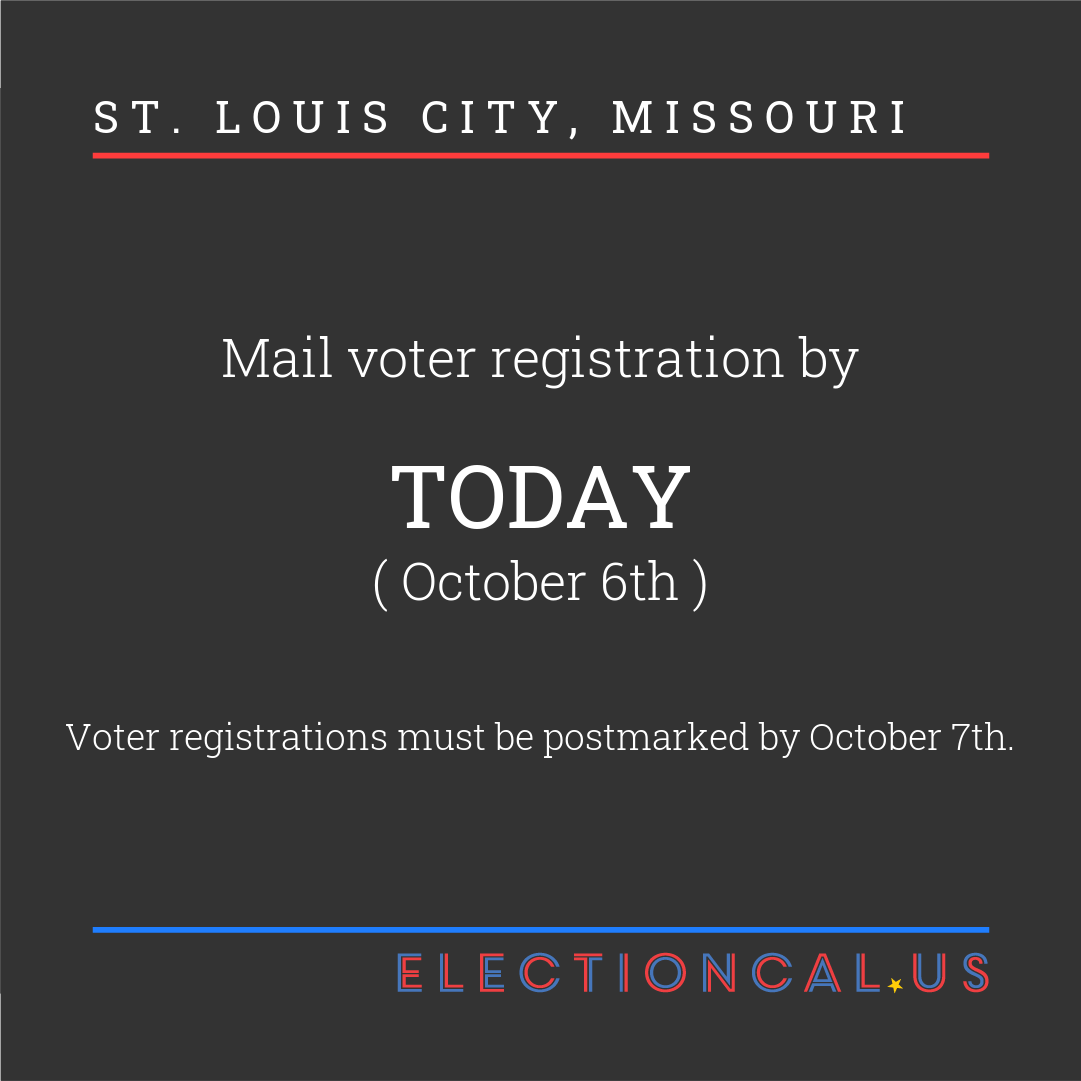 ST. LOUIS CITY, MISSOURI
Mail voter registration by
TODAY
( October 6th )
Voter registrations must be postmarked by October 7th.
ELECTIONCAL.US